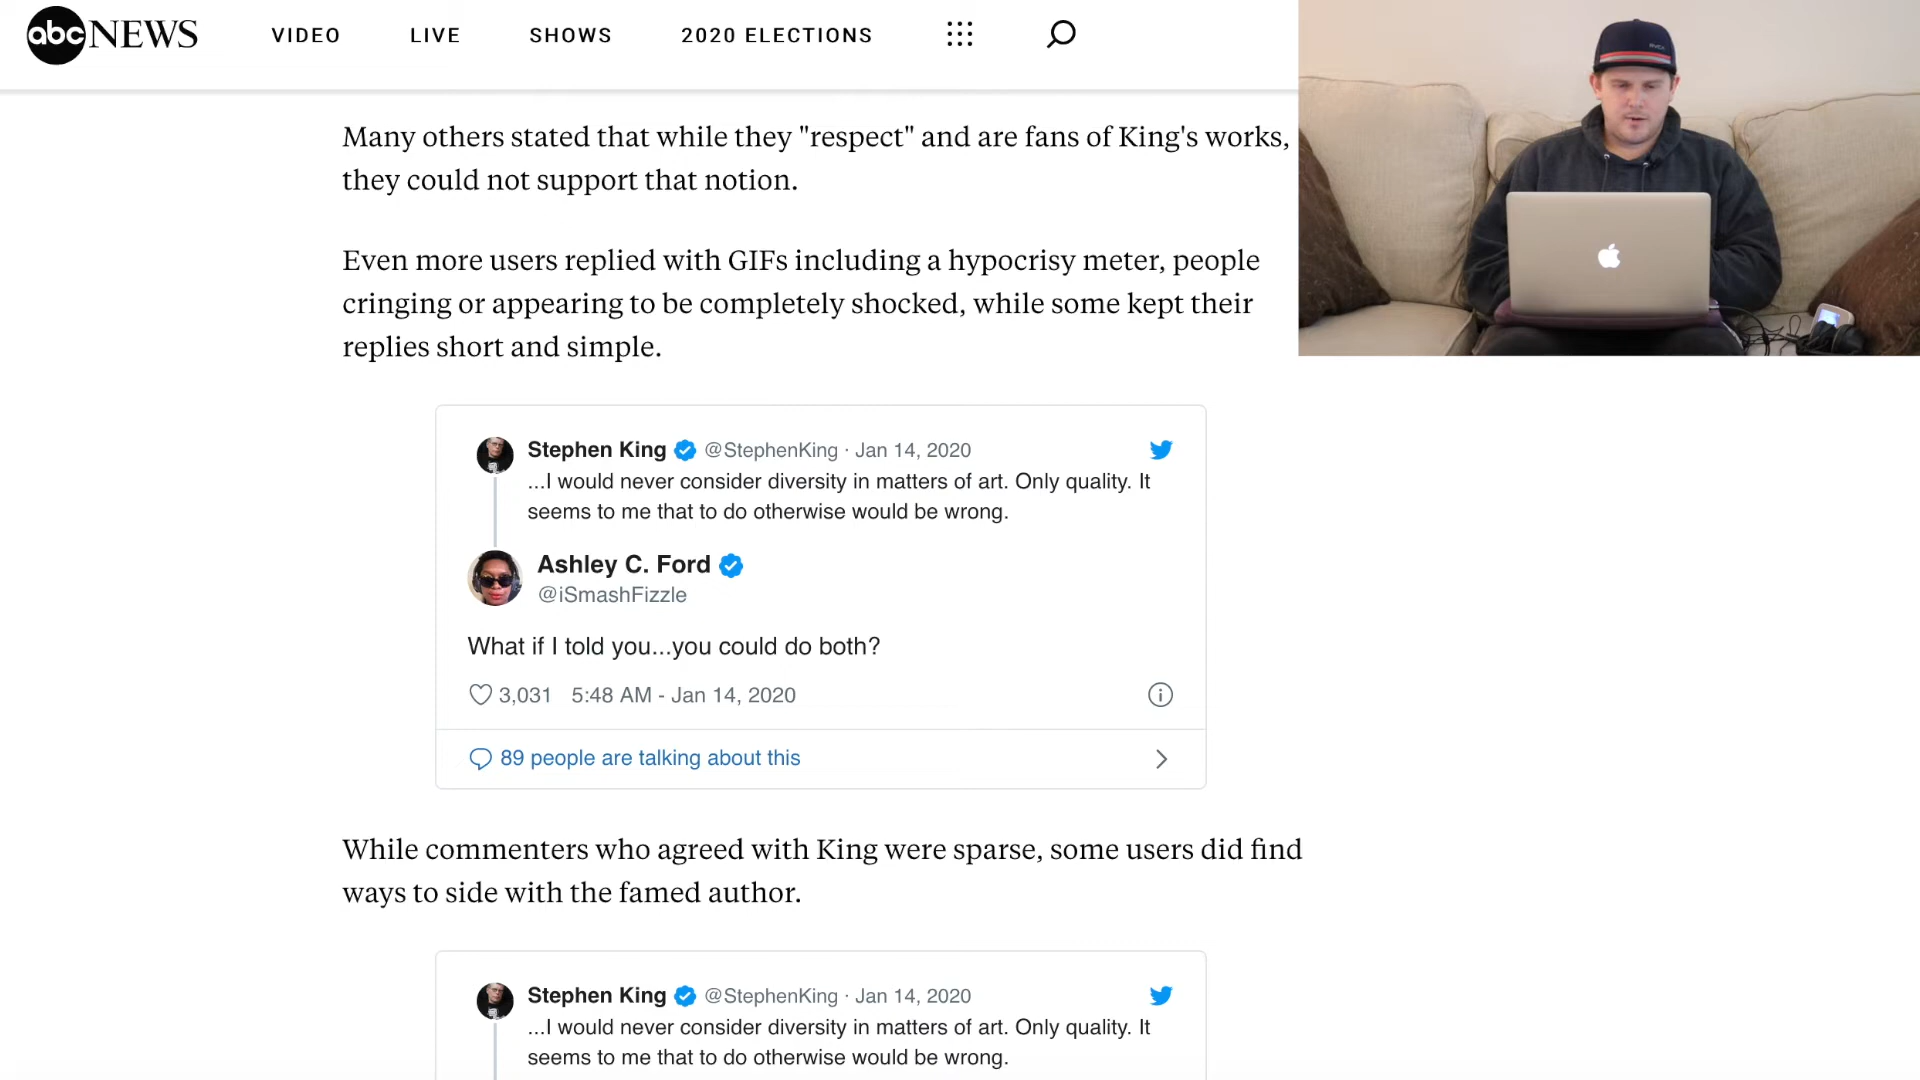 abc NEWS VIDEO LIVE SHOWS 2020 ELECTIONS
RVCA
Many others stated that while they "respect" and are fans of King's works,
they could not support that notion.
Even more users replied with GIFs including a hypocrisy meter, people
cringing or appearing to be completely shocked, while some kept their
replies short and simple.
Stephen King @StephenKing · Jan 14, 2020
...I would never consider diversity in matters of art. Only quality. It
seems to me that to do otherwise would be wrong.
Ashley C. Ford
@iSmashFizzle
What if I told you...you could do both?
3,031 5:48 AM - Jan 14, 2020
89 people are talking about this
While commenters who agreed with King were sparse, some users did find
ways to side with the famed author.
Stephen King @StephenKing · Jan 14, 2020
...I would never consider diversity in matters of art. Only quality. It
seems to me that to do otherwise would be wrong.